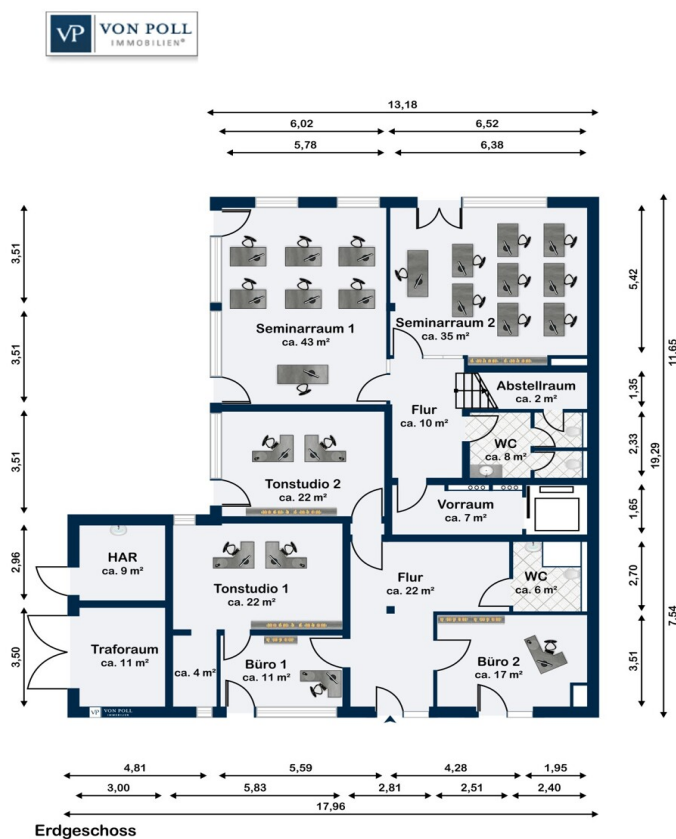 VP VON POLL
IMMOBILIEN®
13,18
6,02 6,52
5,78 6,38
3,51
3,51
3,51
2,96
3,50
5,42
1,35
2,33
1,65
2,70
3,51
11,65
19,29
7,54
Seminarraum 1
ca. 43 m²
Seminarraum 2
ca. 35 m²
Abstellraum
ca. 2 m²
Flur
ca. 10 m²
WC
ca. 8 m²
Tonstudio 2
ca. 22 m²
Vorraum
ca. 7 m²
HAR
ca. 9 m²
Tonstudio 1
ca. 22 m²
Flur
ca. 22 m²
WC
ca. 6 m²
Traforaum
ca. 11 m²
ca. 4 m²
Büro 1
ca. 11 m²
Büro 2
ca. 17 m²
VP VON POLL
IMMOBILIEN
4,81 5,59 4,28 1,95
3,00 5,83 2,81 2,51 2,40
17,96
Erdgeschoss